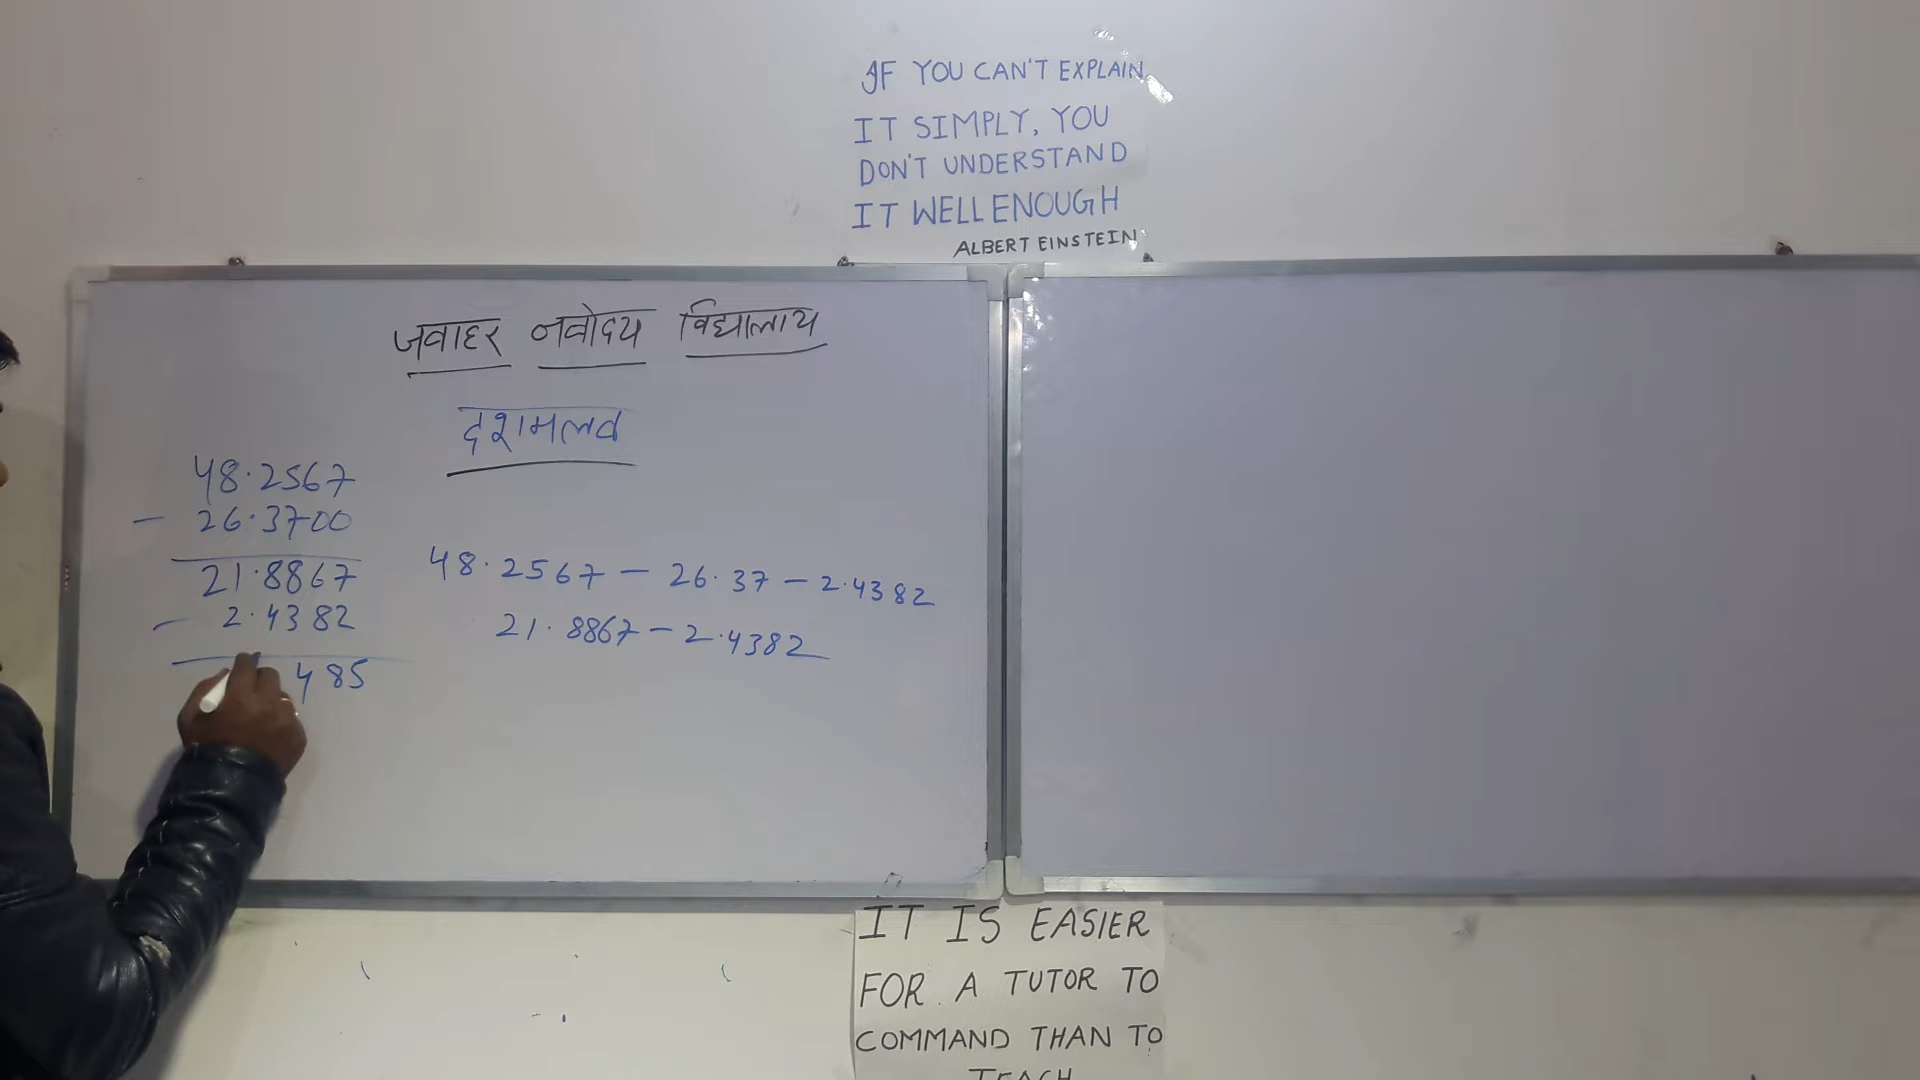 IF YOU CAN'T EXPLAIN
IT SIMPLY, YOU
DON'T UNDERSTAND
IT WELL ENOUGH
ALBERT EINSTEIN
जवाहर नवोदय विद्यालाय
दशमलव
48.2567
- 26.3700
21.8867
- 2.4382
485
48.2567 - 26.37 - 2.4382
21.8867 - 2.4382
IT IS EASIER
FOR A TUTOR TO
COMMAND THAN TO
TEACH